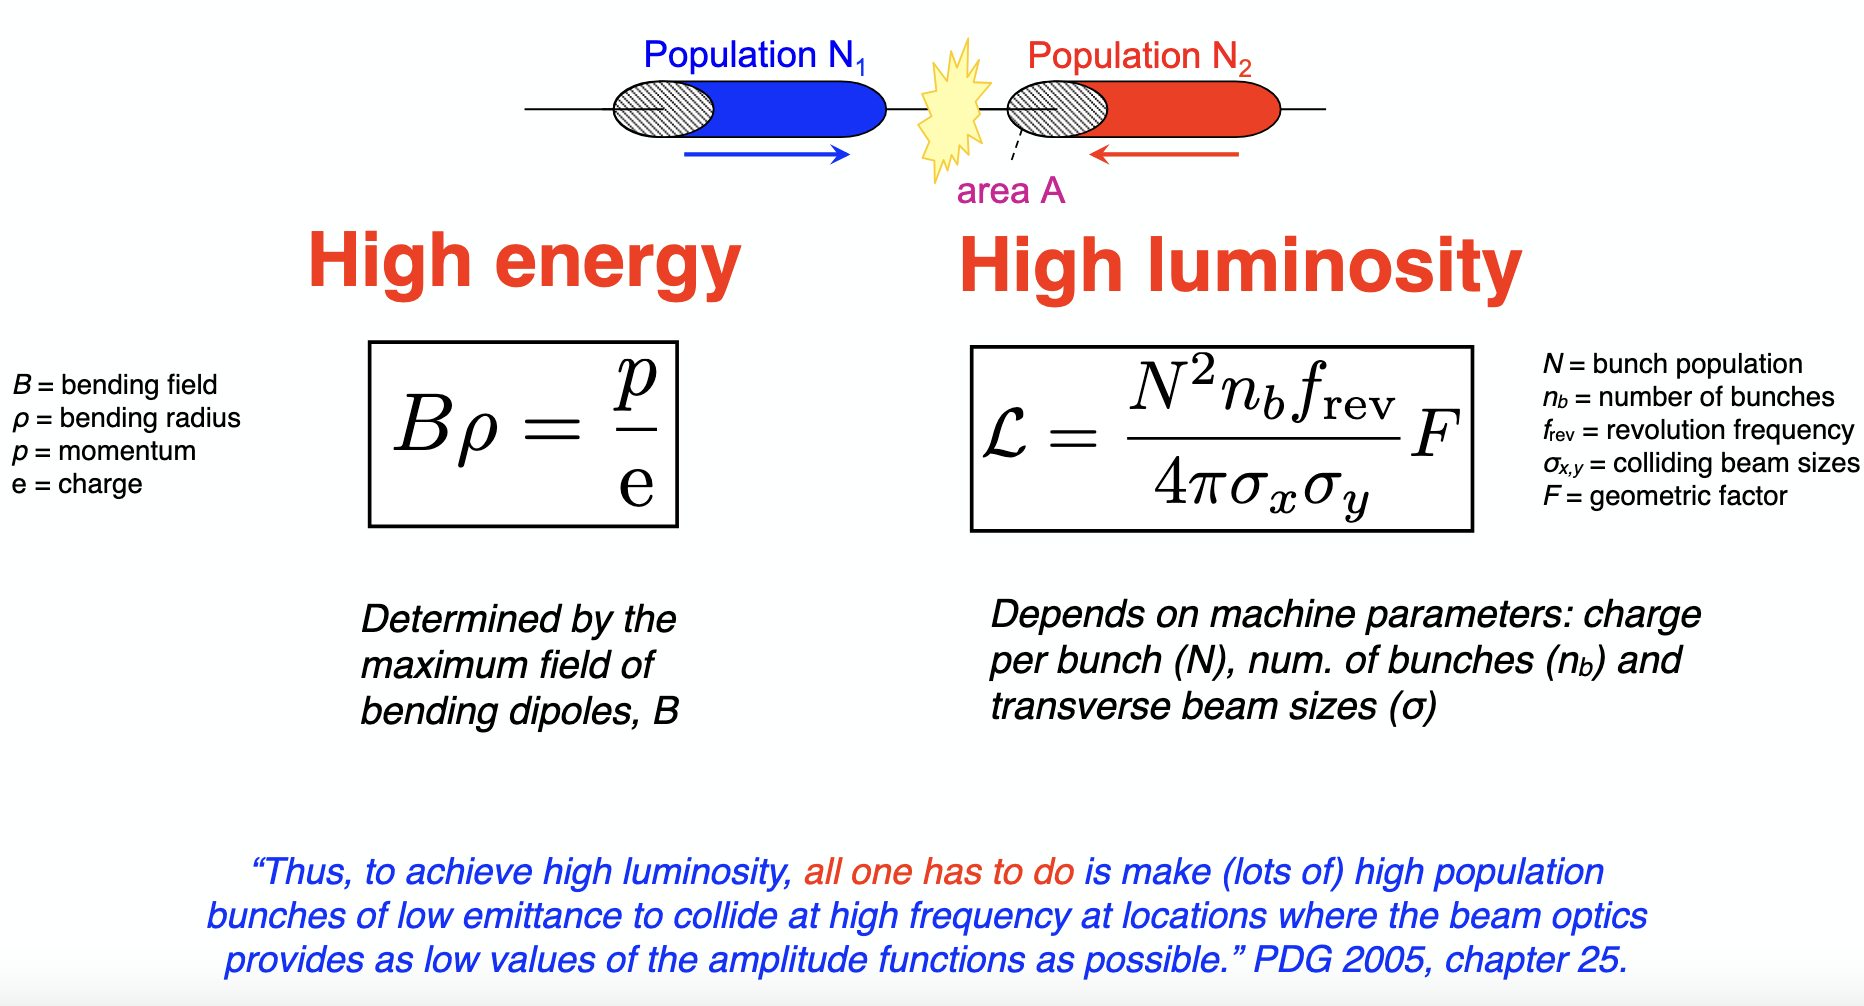 Population N₁
Population N₂
area A
High energy
High luminosity
B = bending field
ρ = bending radius
p = momentum
e = charge
Bρ = p/e
ℒ = N²n_b f_rev / 4πσ_xσ_y F
N = bunch population
n_b = number of bunches
f_rev = revolution frequency
σ_x,y = colliding beam sizes
F = geometric factor
Determined by the
maximum field of
bending dipoles, B
Depends on machine parameters: charge
per bunch (N), num. of bunches (n_b) and
transverse beam sizes (σ)
“Thus, to achieve high luminosity, all one has to do is make (lots of) high population
bunches of low emittance to collide at high frequency at locations where the beam optics
provides as low values of the amplitude functions as possible.” PDG 2005, chapter 25.